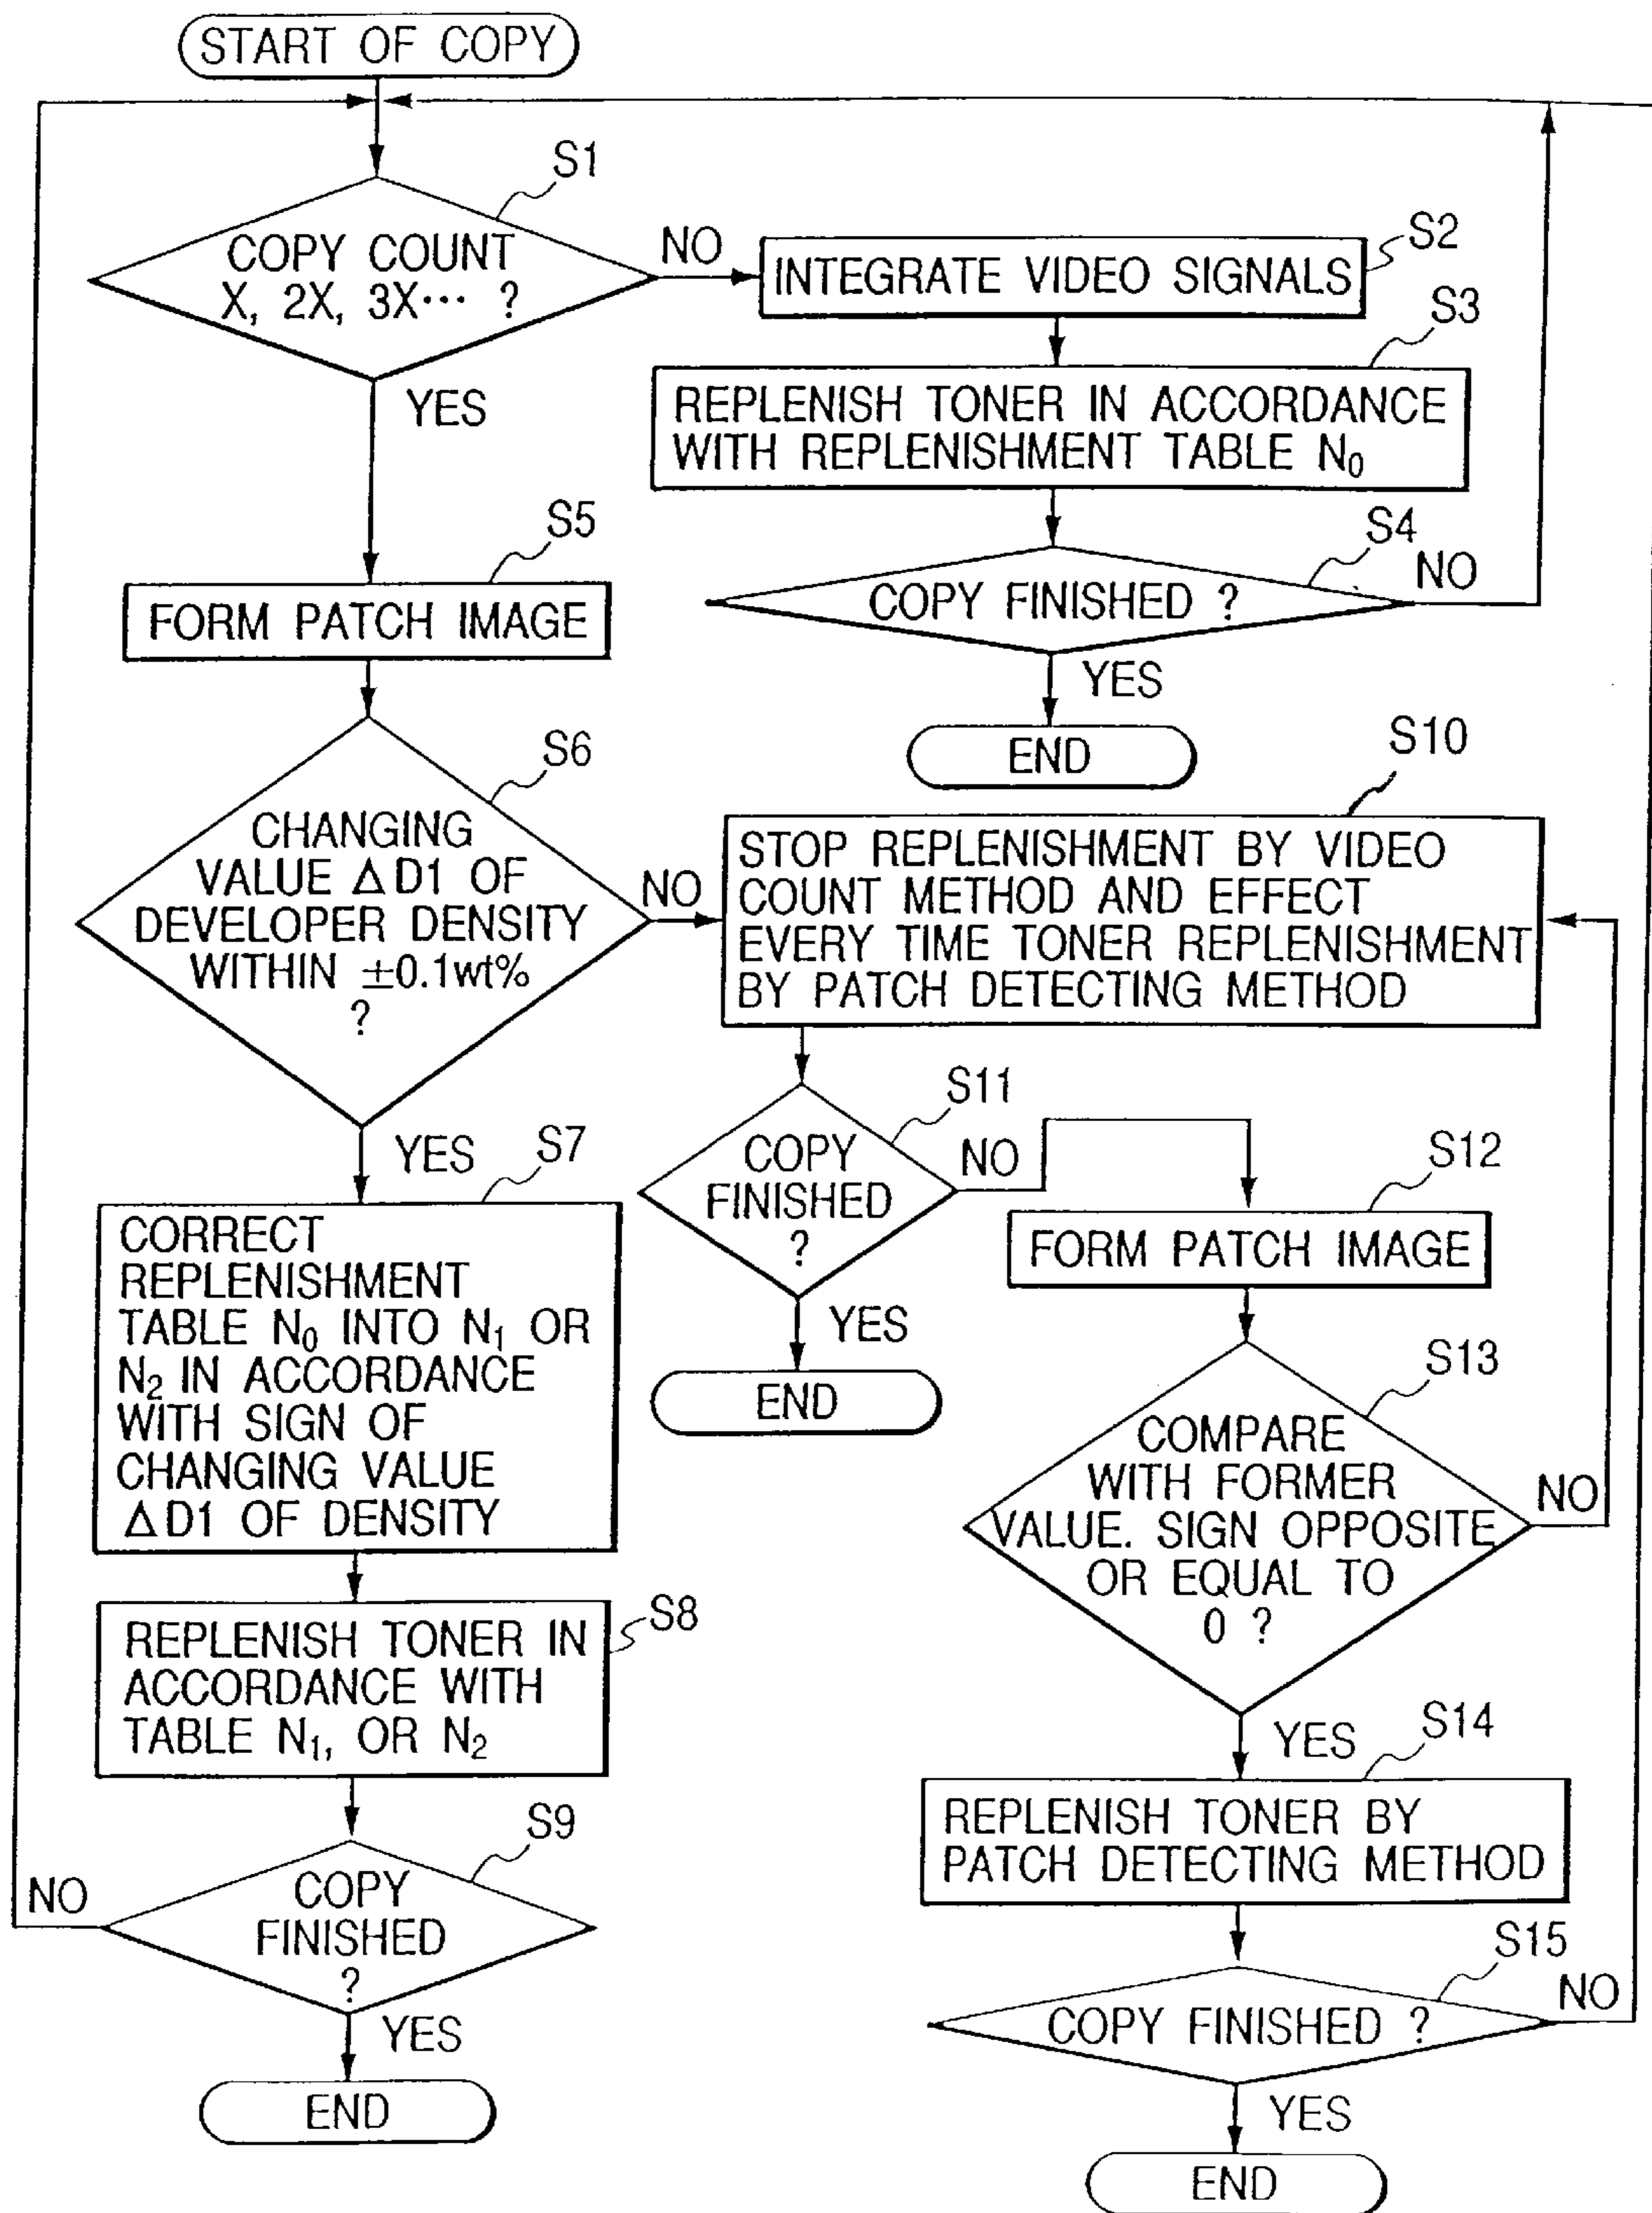 START OF COPY
S1
COPY COUNT
X, 2X, 3X··· ?
NO
YES
S2
INTEGRATE VIDEO SIGNALS
S3
REPLENISH TONER IN ACCORDANCE
WITH REPLENISHMENT TABLE N₀
S4
COPY FINISHED ?
NO
YES
END
S5
FORM PATCH IMAGE
S6
CHANGING
VALUE ΔD1 OF
DEVELOPER DENSITY
WITHIN ±0.1wt%
?
NO
YES
S7
CORRECT
REPLENISHMENT
TABLE N₀ INTO N₁ OR
N₂ IN ACCORDANCE
WITH SIGN OF
CHANGING VALUE
ΔD1 OF DENSITY
S8
REPLENISH TONER IN
ACCORDANCE WITH
TABLE N₁, OR N₂
S9
COPY
FINISHED
?
NO
YES
END
S10
STOP REPLENISHMENT BY VIDEO
COUNT METHOD AND EFFECT
EVERY TIME TONER REPLENISHMENT
BY PATCH DETECTING METHOD
S11
COPY
FINISHED
?
NO
YES
END
S12
FORM PATCH IMAGE
S13
COMPARE
WITH FORMER
VALUE. SIGN OPPOSITE
OR EQUAL TO
0 ?
NO
YES
S14
REPLENISH TONER BY
PATCH DETECTING METHOD
S15
COPY FINISHED ?
NO
YES
END